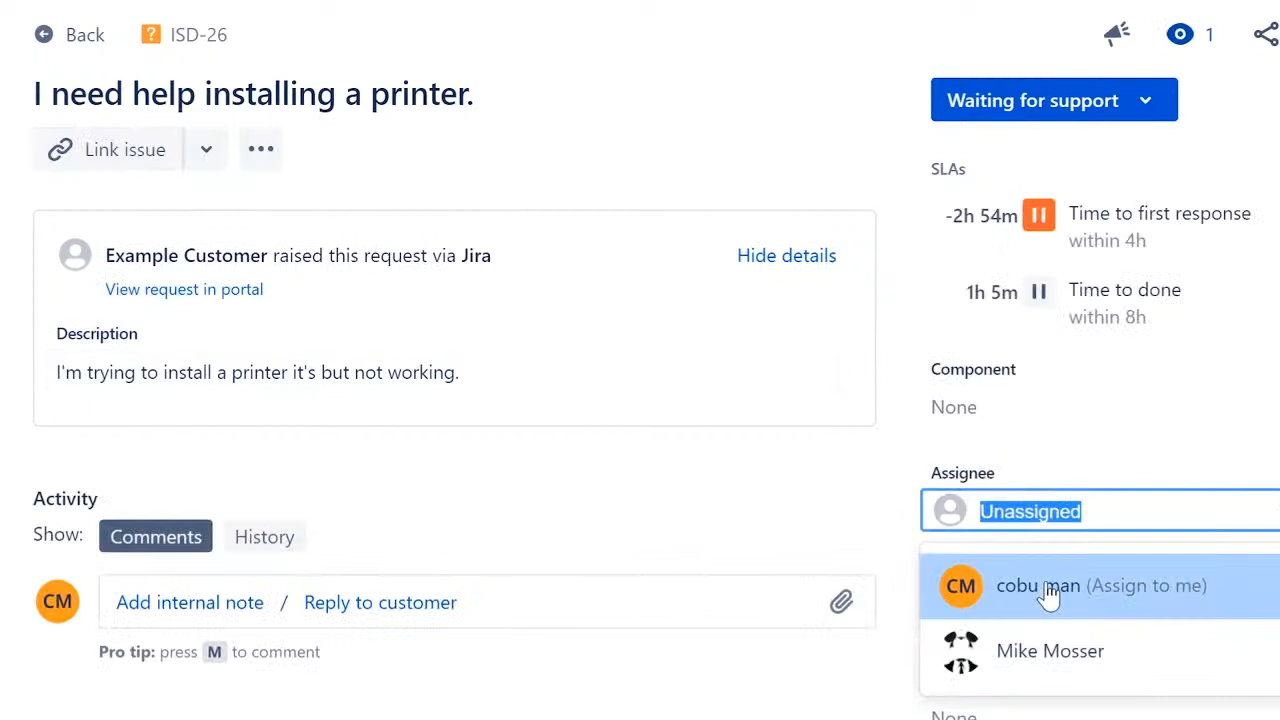 Back ? ISD-26 1
I need help installing a printer.
Link issue
Example Customer raised this request via Jira
Hide details
View request in portal
Description
I'm trying to install a printer it's but not working.
Activity
Show: Comments History
CM Add internal note / Reply to customer
Pro tip: press M to comment
Waiting for support
SLAs
-2h 54m Time to first response
within 4h
1h 5m Time to done
within 8h
Component
None
Assignee
Unassigned
CM cobu man (Assign to me)
Mike Mosser
None